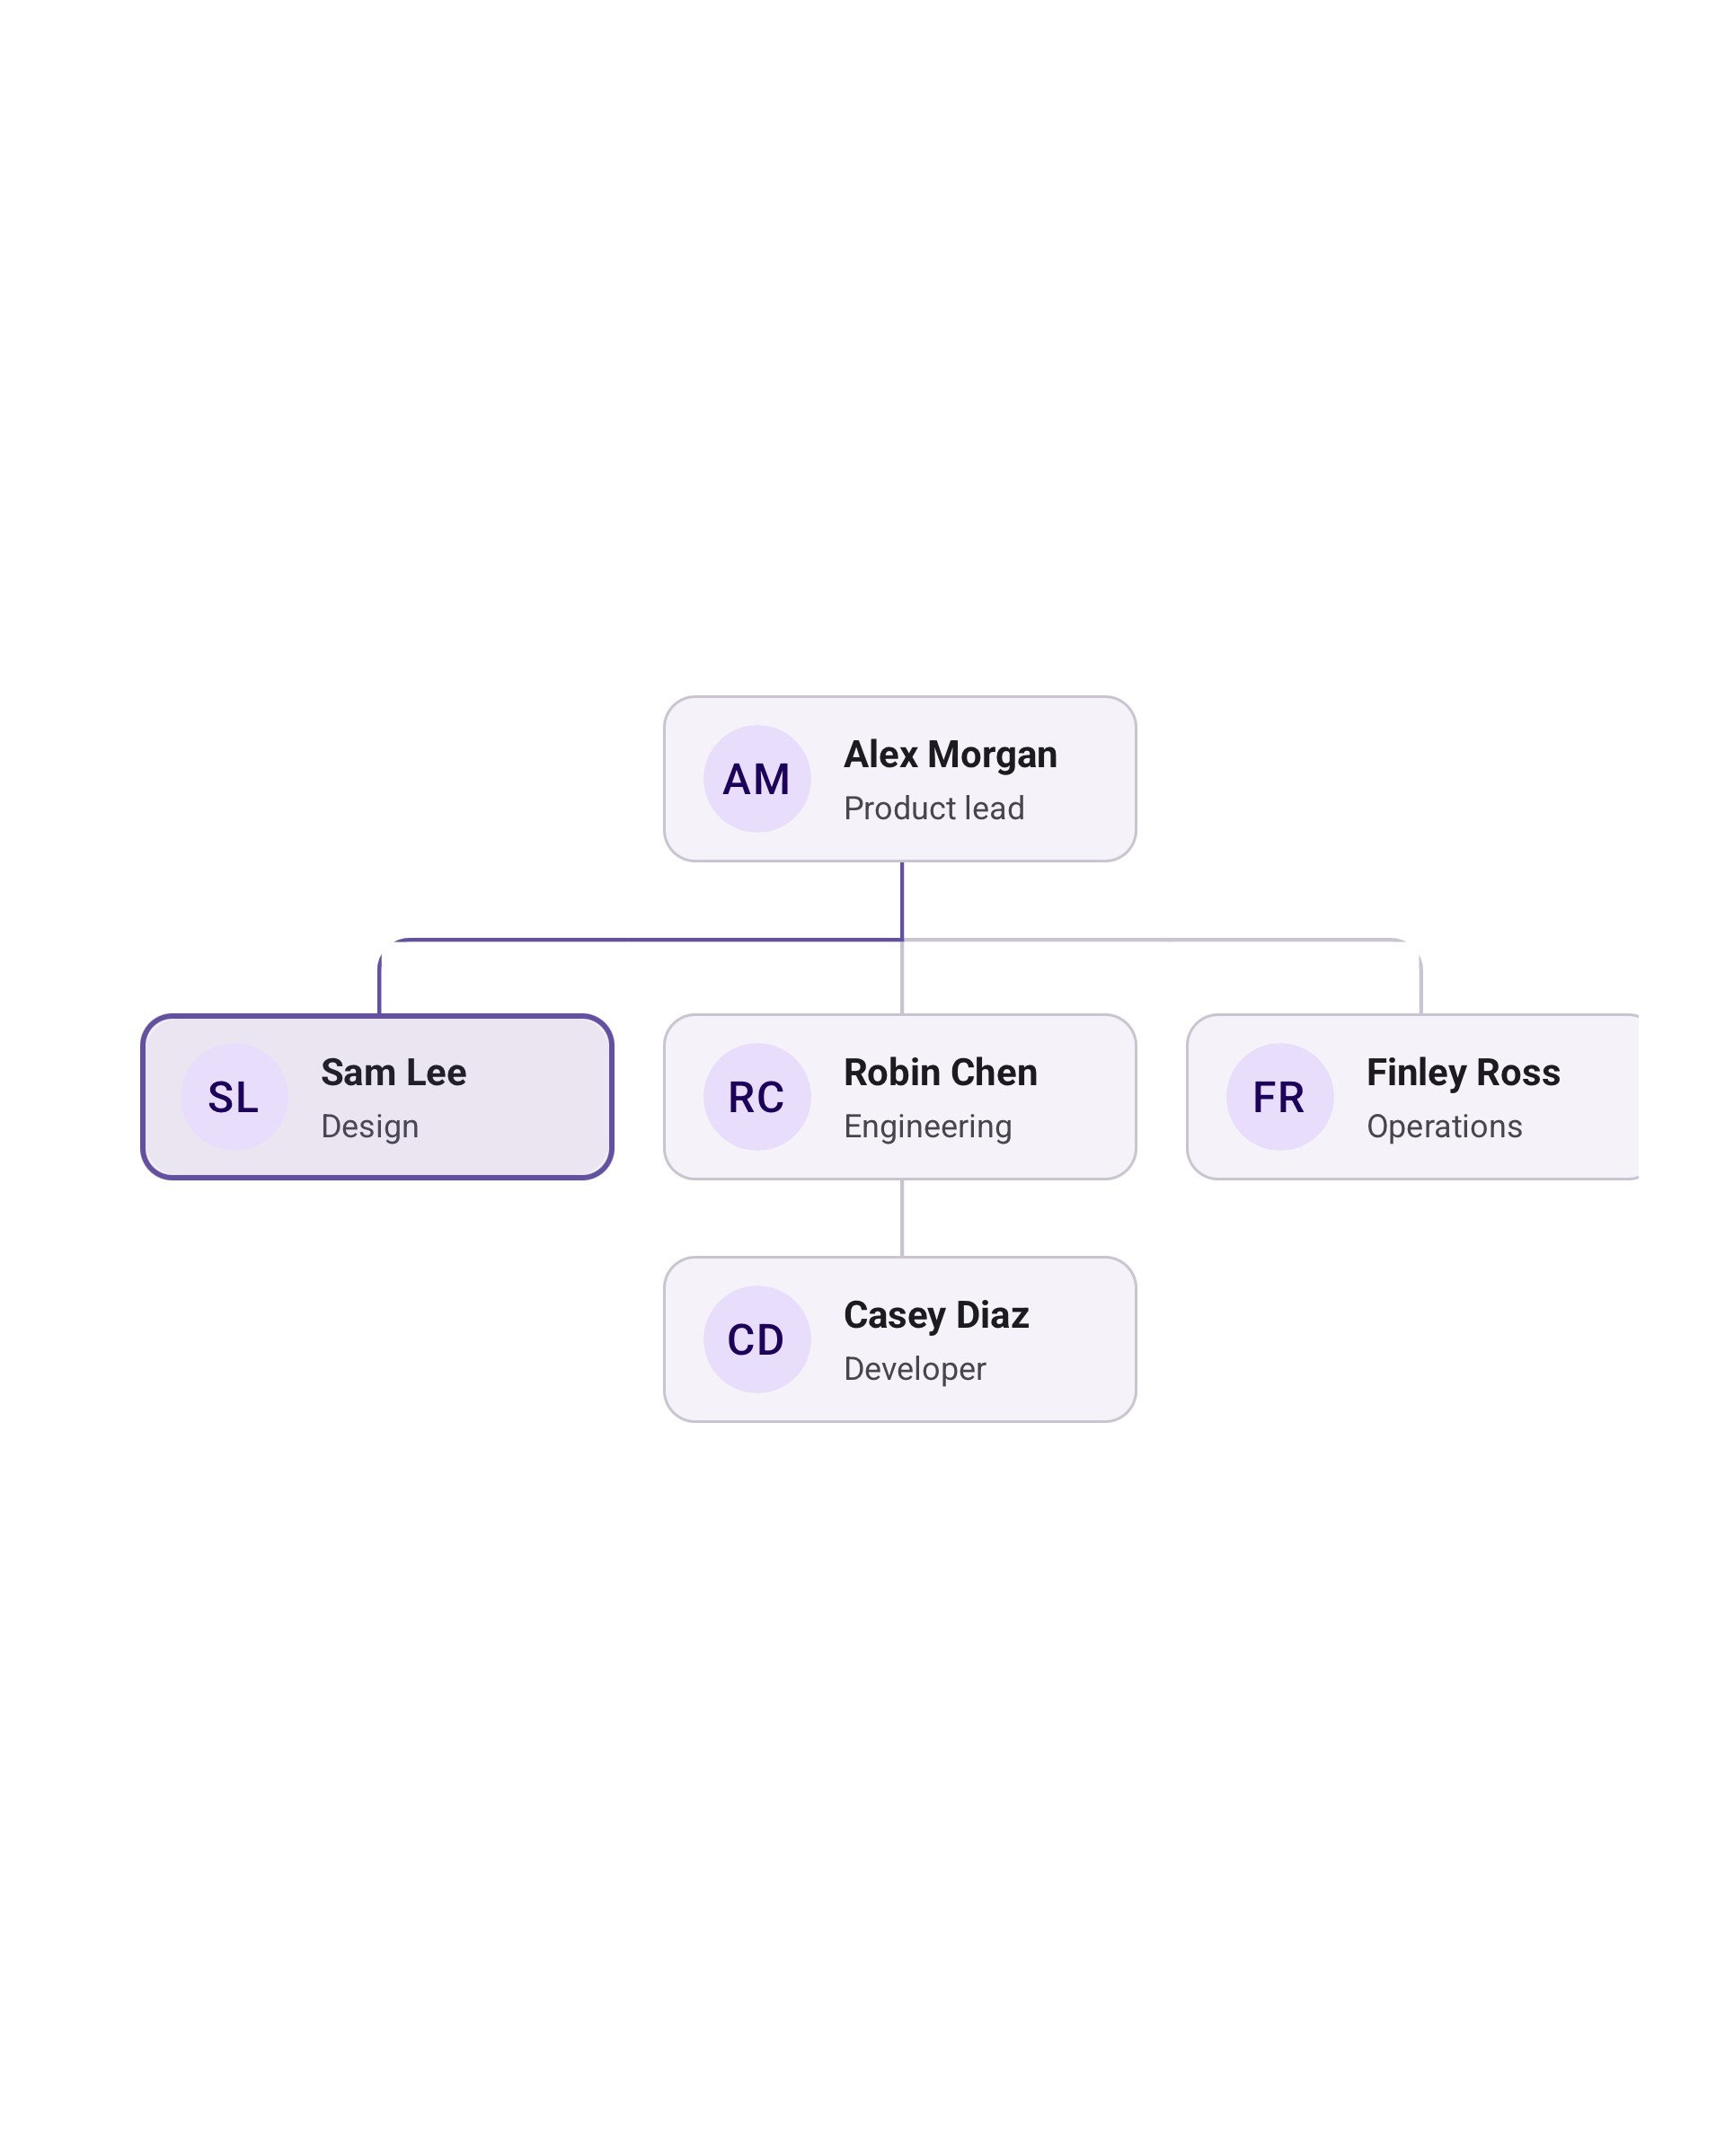 AM
Alex Morgan
Product lead
SL
Sam Lee
Design
RC
Robin Chen
Engineering
FR
Finley Ross
Operations
CD
Casey Diaz
Developer